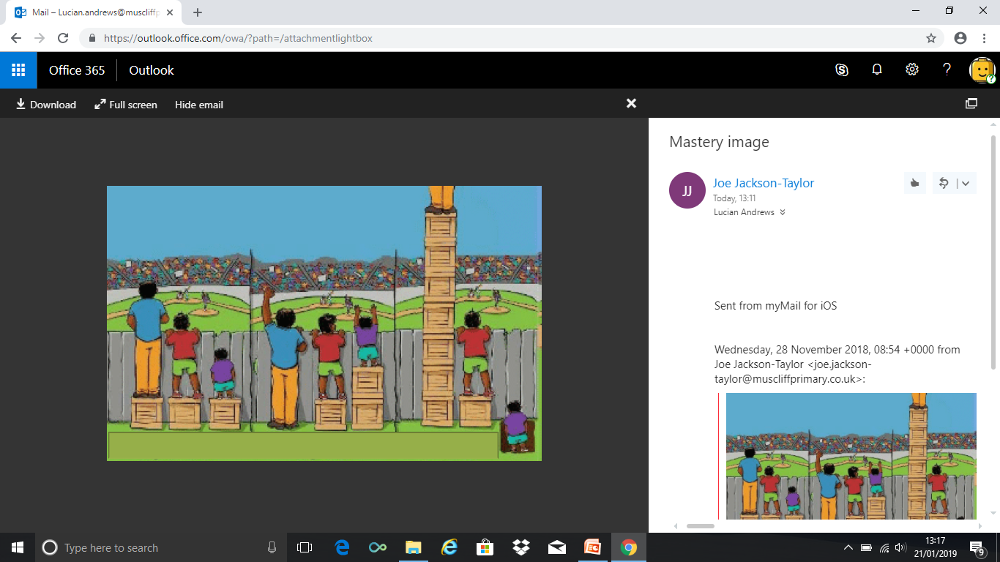 Mail – Lucian.andrews@muscliffp
https://outlook.office.com/owa/?path=/attachmentlightbox
Office 365
Outlook
?
?
Download
Full screen
Hide email
Mastery image
JJ
Joe Jackson-Taylor
Today, 13:11
Lucian Andrews
Sent from myMail for iOS
Wednesday, 28 November 2018, 08:54 +0000 from
Joe Jackson-Taylor <joe.jackson-
taylor@muscliffprimary.co.uk>:
Type here to search
13:17
21/01/2019
9